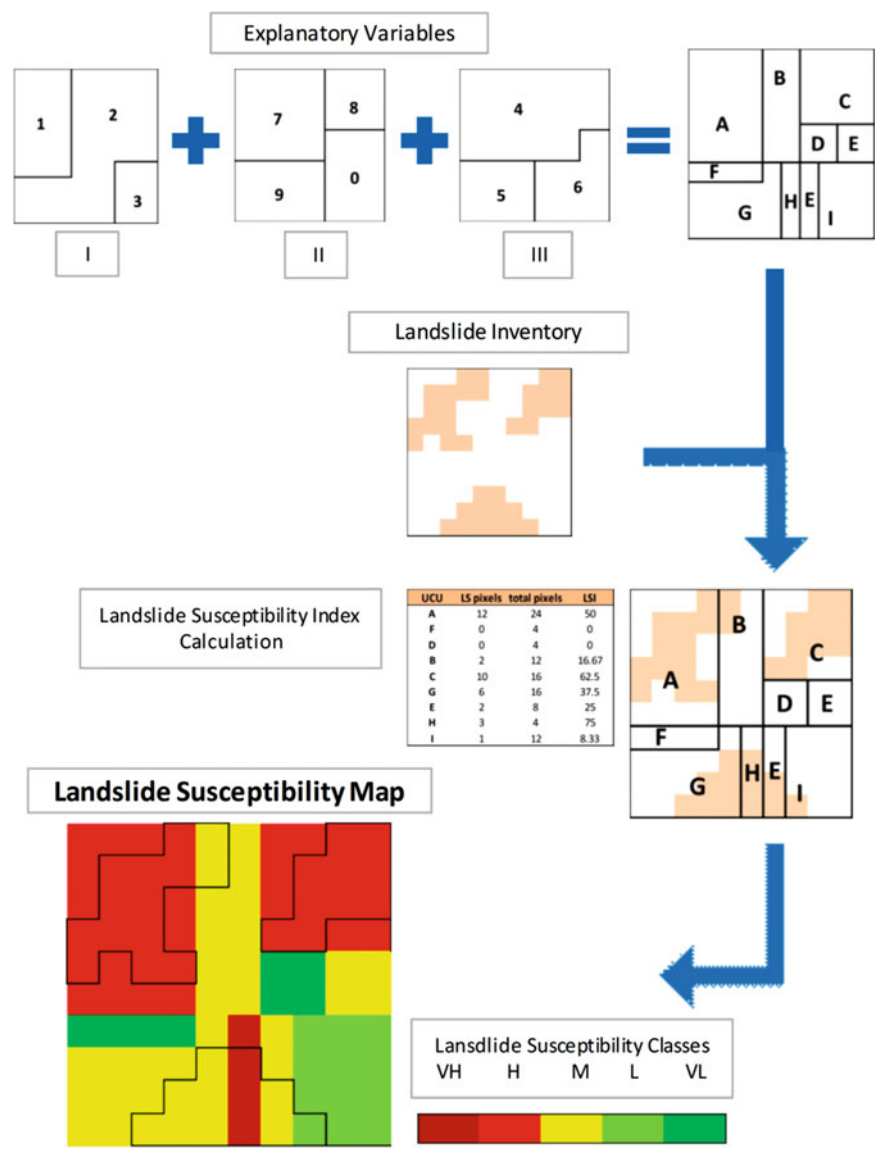 Explanatory Variables
1
2
3
7
8
9
0
4
5
6
A
B
C
D
E
F
G
H
E
I
I
II
III
Landslide Inventory
Landslide Susceptibility Index
Calculation
UCU LS pixels total pixels LSI
A 12 24 50
F 0 4 0
D 0 4 0
B 2 12 16.67
C 10 16 62.5
G 6 16 37.5
E 2 8 25
H 3 4 75
I 1 12 8.33
A
B
C
D
E
F
G
H
E
I
Landslide Susceptibility Map
Lansdlide Susceptibility Classes
VH H M L VL